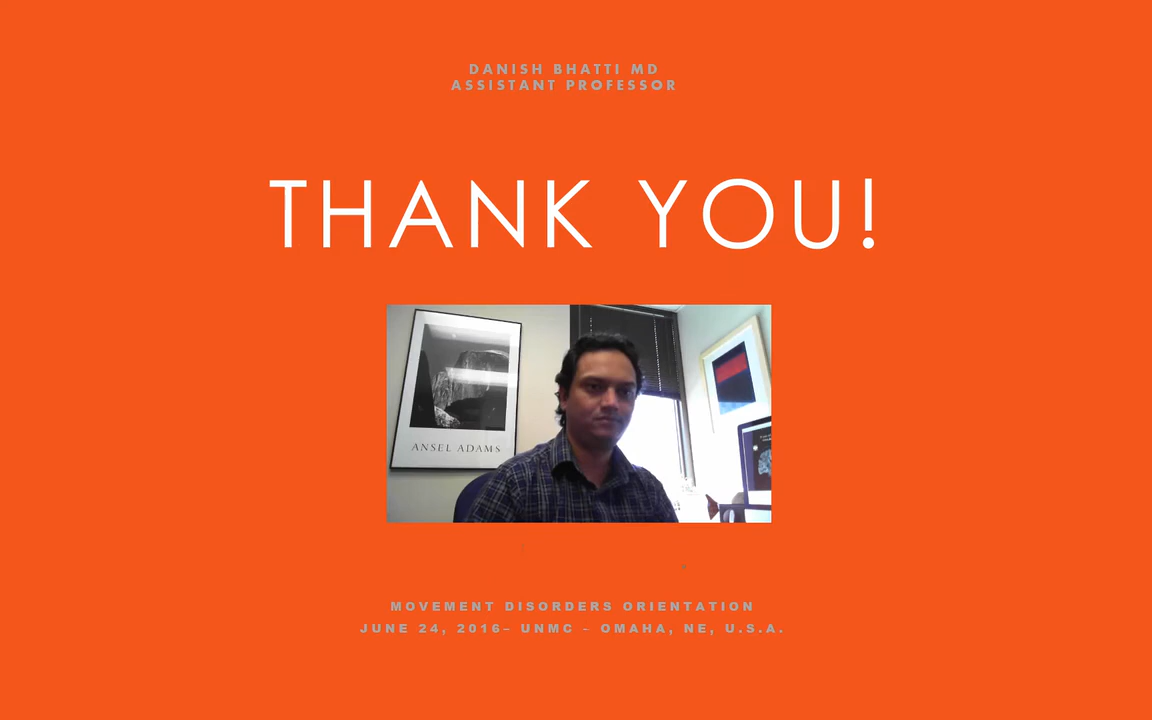 DANISH BHATTI MD
ASSISTANT PROFESSOR
THANK YOU!
ANSEL ADAMS
MOVEMENT DISORDERS ORIENTATION
JUNE 24, 2016– UNMC – OMAHA, NE, U.S.A.